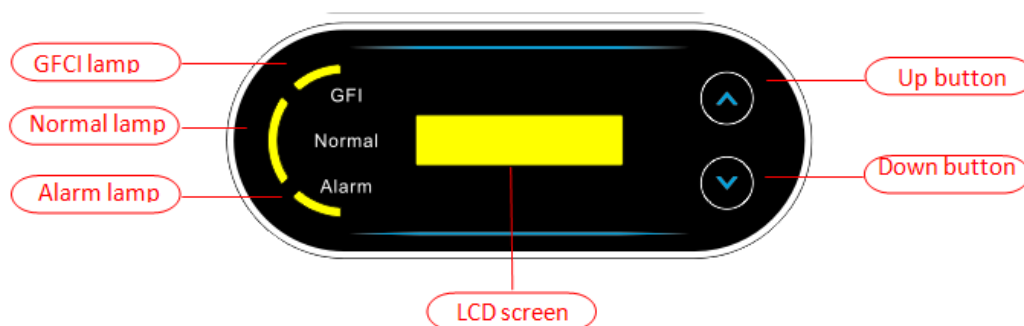 GFCI lamp
GFI
Up button
Normal lamp
Normal
Down button
Alarm lamp
Alarm
LCD screen